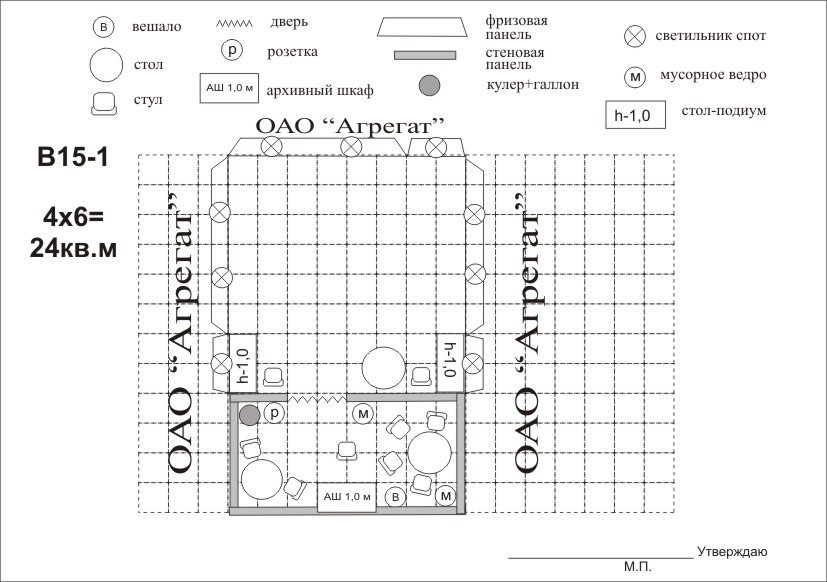 В вешало
дверь
фризовая
панель
светильник спот
стол
р розетка
стеновая
панель
м мусорное ведро
стул
АШ 1,0 м архивный шкаф
кулер+галлон
h-1,0 стол-подиум
ОАО “Агрегат”
В15-1
4х6=
24кв.м
ОАО “Агрегат”
ОАО “Агрегат”
h-1,0
h-1,0
р
м
АШ 1,0 м
В
м
Утверждаю
М.П.